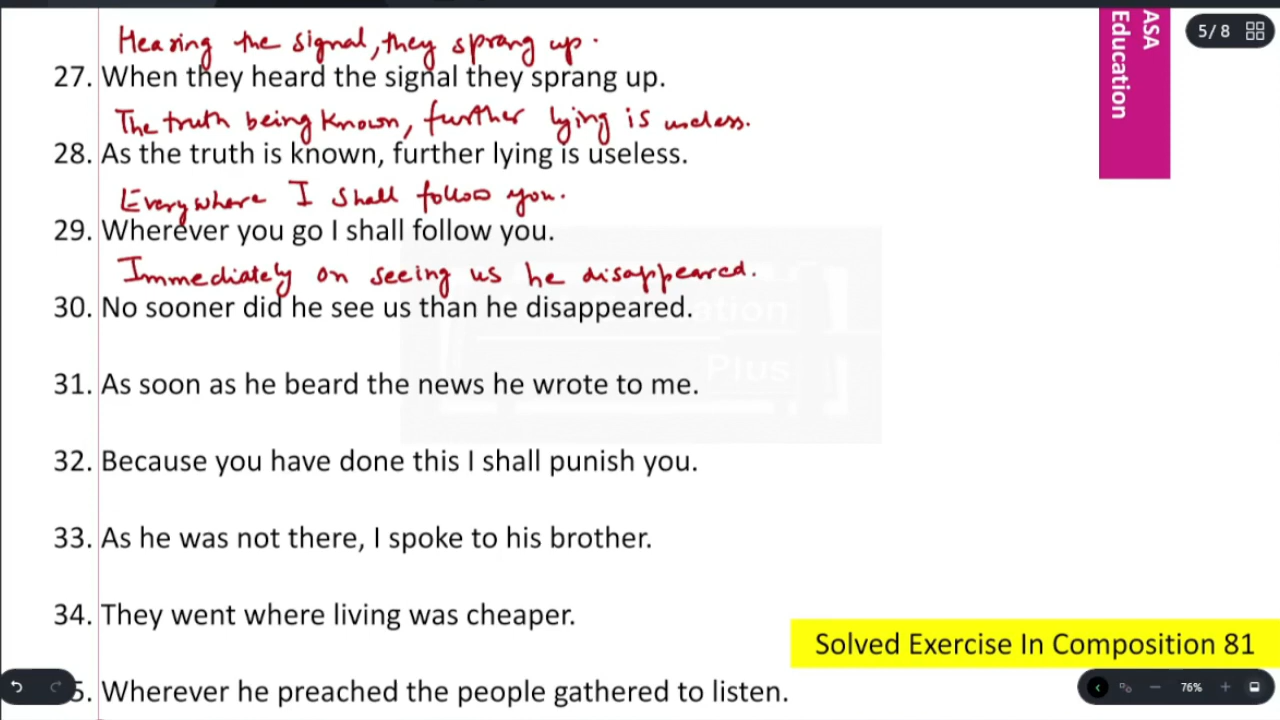 Hearing the signal, they sprang up.
27. When they heard the signal they sprang up.
The truth being known, further lying is useless.
28. As the truth is known, further lying is useless.
Everywhere I shall follow you.
29. Wherever you go I shall follow you.
Immediately on seeing us he disappeared.
30. No sooner did he see us than he disappeared.
31. As soon as he beard the news he wrote to me.
32. Because you have done this I shall punish you.
33. As he was not there, I spoke to his brother.
34. They went where living was cheaper.
5. Wherever he preached the people gathered to listen.
ASA
Education
5/8
Solved Exercise In Composition 81
76%
Plus